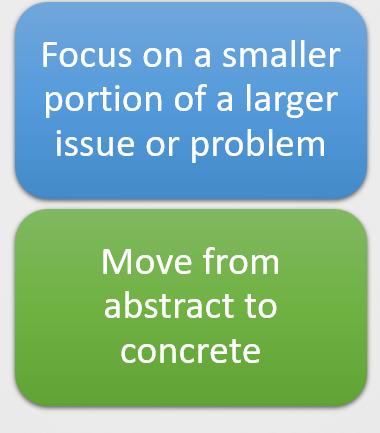 Focus on a smaller
portion of a larger
issue or problem
Move from
abstract to
concrete